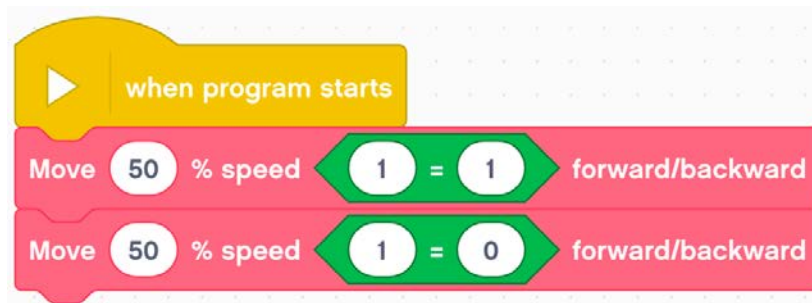 when program starts
Move 50 % speed 1 = 1 forward/backward
Move 50 % speed 1 = 0 forward/backward